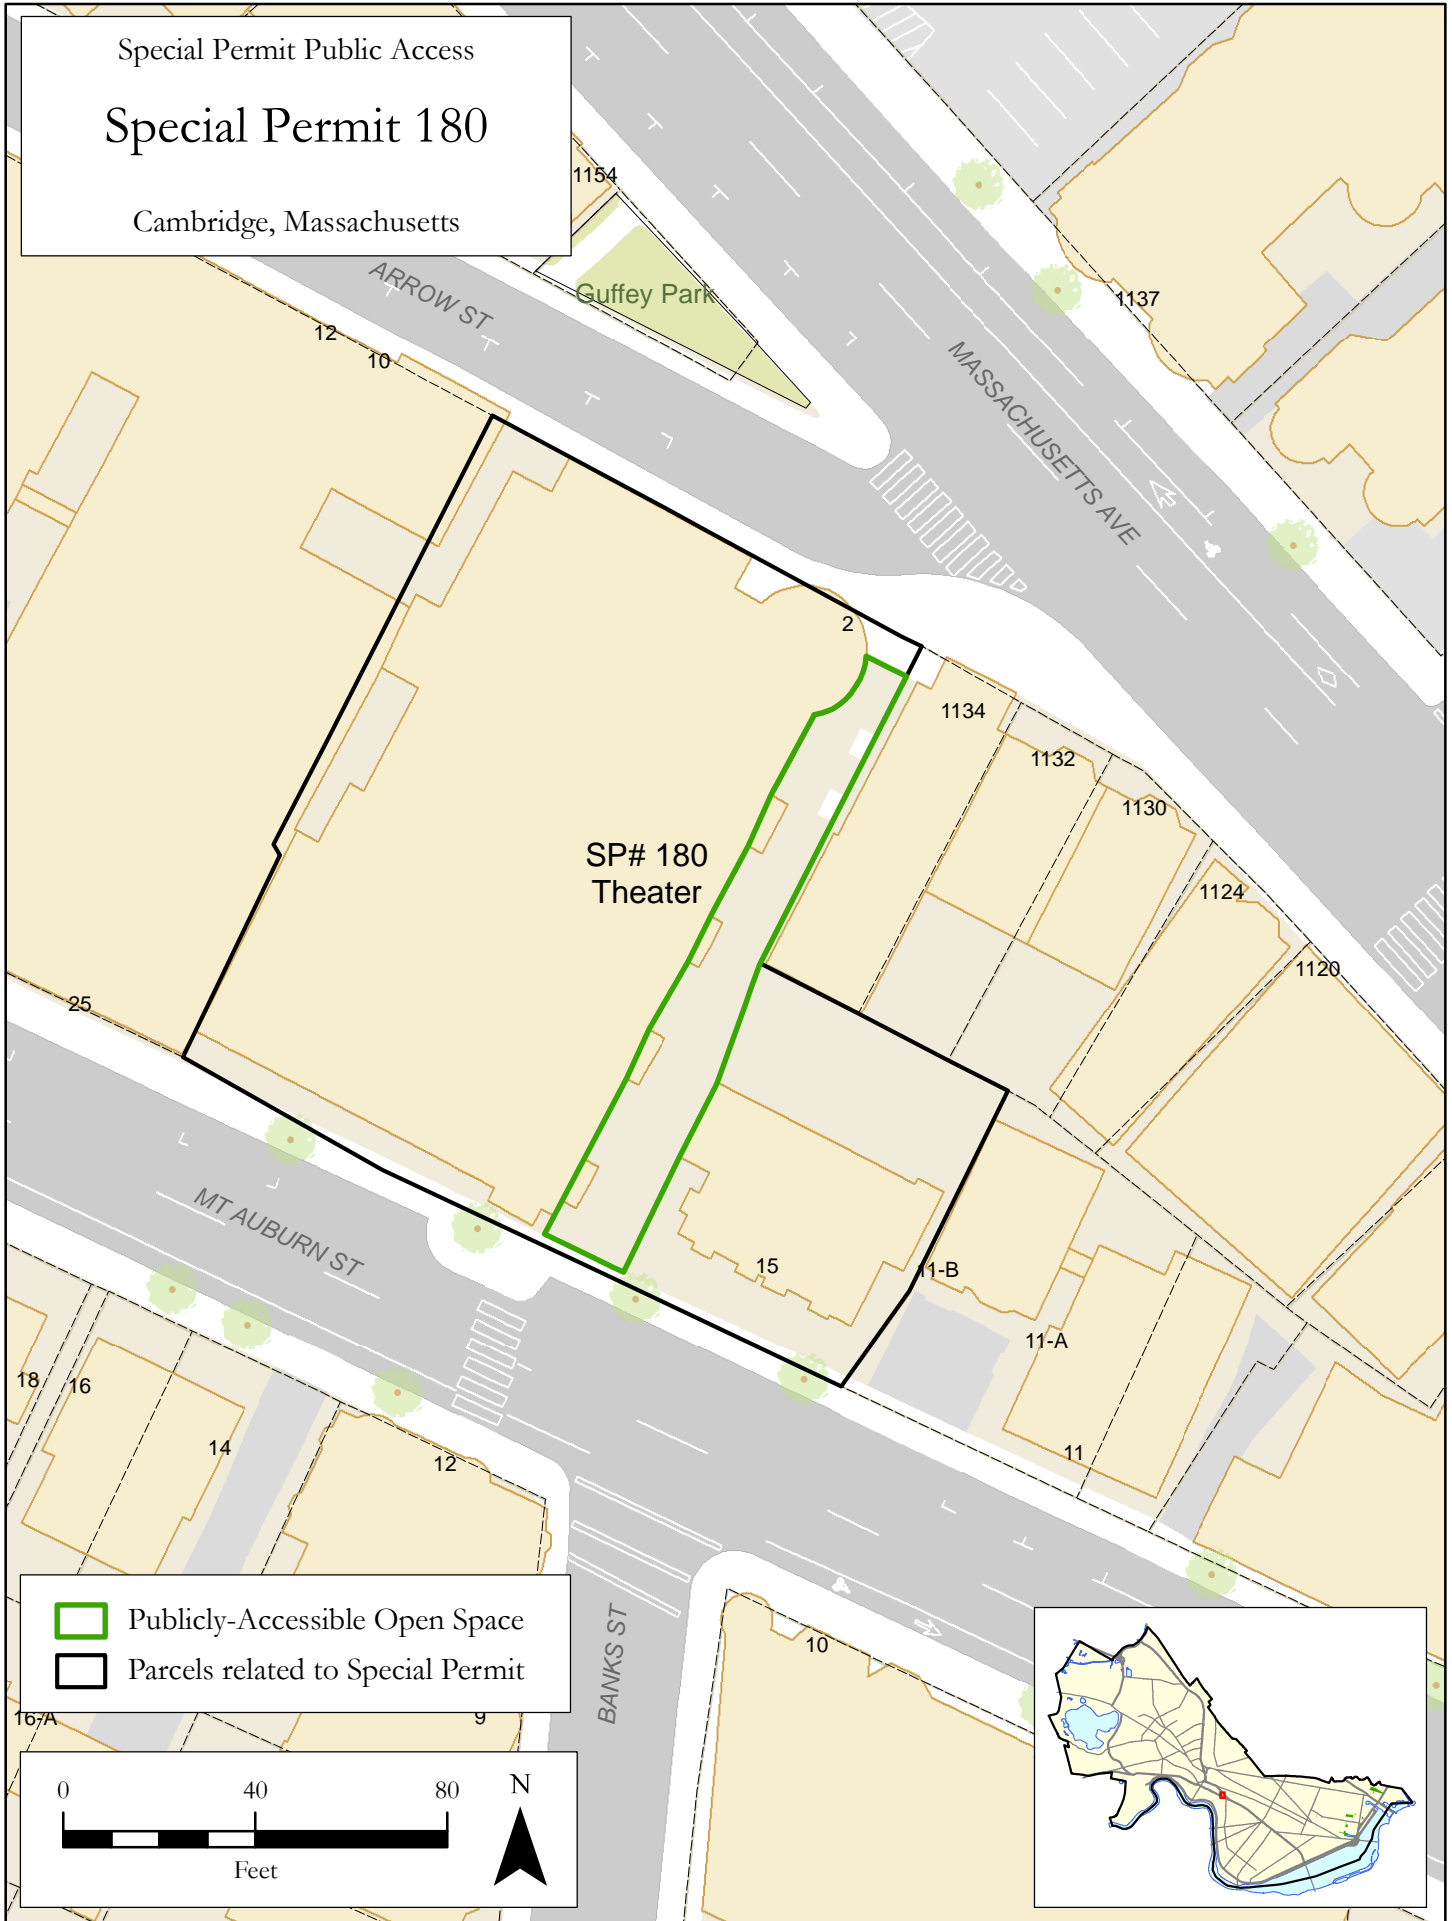 Special Permit Public Access
Special Permit 180
Cambridge, Massachusetts
1154
Guffey Park
ARROW ST
1137
12
10
MASSACHUSETTS AVE
2
1134
1132
1130
SP# 180
Theater
1124
1120
25
MT AUBURN ST
15
11-B
11-A
18
16
14
12
11
Publicly-Accessible Open Space
Parcels related to Special Permit
BANKS ST
10
16-A
9
0
40
80
Feet
N